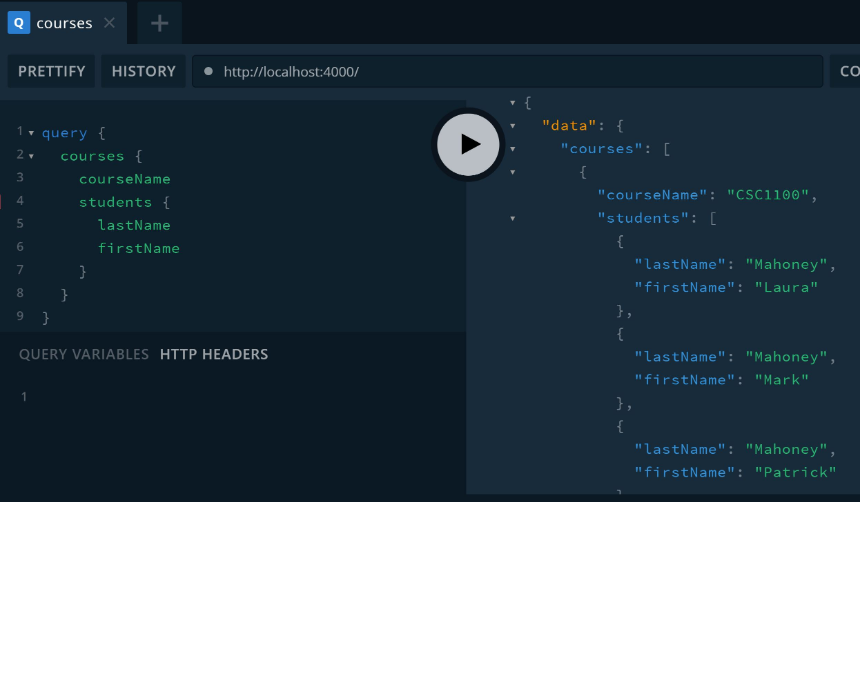 Q courses
PRETTIFY HISTORY http://localhost:4000/ CO
1 query {
2 courses {
3 courseName
4 students {
5 lastName
6 firstName
7 }
8 }
9 }
QUERY VARIABLES HTTP HEADERS
1
{
"data": {
"courses": [
{
"courseName": "CSC1100",
"students": [
{
"lastName": "Mahoney",
"firstName": "Laura"
},
{
"lastName": "Mahoney",
"firstName": "Mark"
},
{
"lastName": "Mahoney",
"firstName": "Patrick"
}